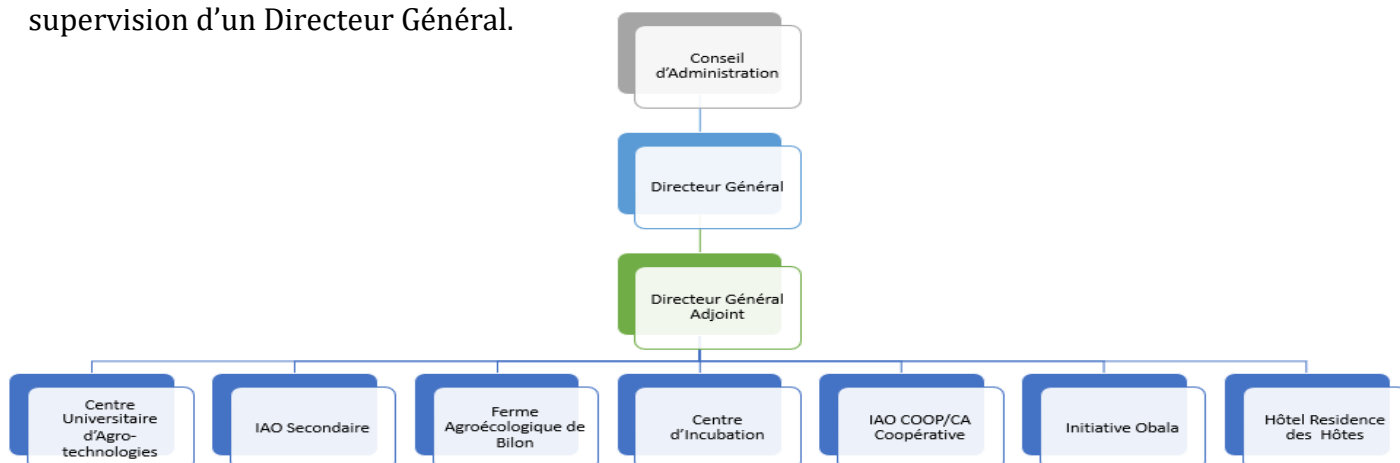 supervision d’un Directeur Général.
Conseil
d’Administration
Directeur Général
Directeur Général
Adjoint
Centre
Universitaire
d’Agro-
technologies
IAO Secondaire
Ferme
Agroécologique de
Bilon
Centre
d’Incubation
IAO COOP/CA
Coopérative
Initiative Obala
Hôtel Residence
des Hôtes